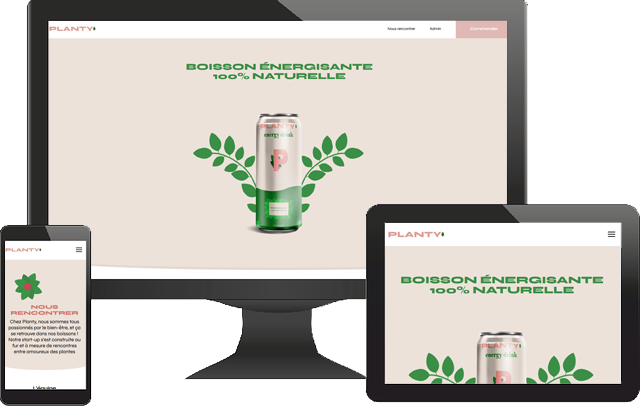 PLANTY
Nous rencontrer
Admin
Commander
BOISSON ÉNERGISANTE
100% NATURELLE
PLANTY
energy drink
P
PLANTY
NOUS
RENCONTRER
Chez Planty, nous sommes tous
passionnés par le bien-être, et ça
se retrouve dans nos boissons !
Notre start-up s'est construite au
fur et à mesure de rencontres
entre amoureux des plantes
L'équipe
PLANTY
BOISSON ÉNERGISANTE
100% NATURELLE
PLANTY
energy drink
P